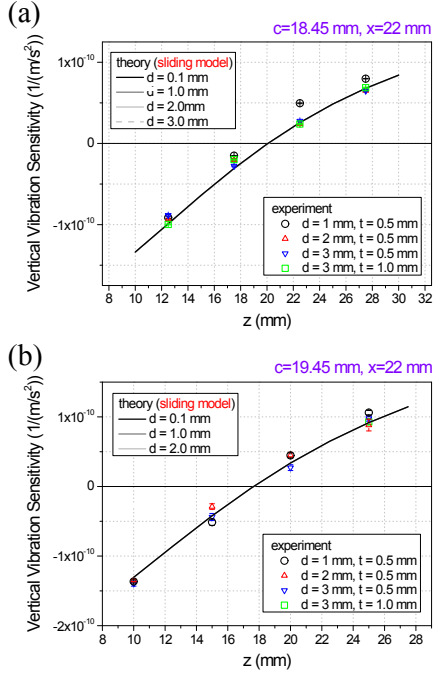 (a)
c=18.45 mm, x=22 mm
Vertical Vibration Sensitivity (1/(m/s²))
1x10⁻¹⁰
0
-1x10⁻¹⁰
theory (sliding model)
d = 0.1 mm
= 1.0 mm
d = 2.0mm
d = 3.0 mm
experiment
d = 1 mm, t = 0.5mm
d = 2 mm, t = 0.5mm
d = 3 mm, t = 0.5mm
d = 3 mm, t = 1.0 mm
8 10 12 14 16 18 20 22 24 26 28 30 32
z (mm)
(b)
c=19.45 mm, x=22 mm
Vertical Vibration Sensitivity (1/(m/s²))
1x10⁻¹⁰
0
-1x10⁻¹⁰
-2x10⁻¹⁰
theory (sliding model)
d = 0.1 mm
d = 1.0 mm
d = 2.0 mm
experiment
d = 1 mm, t = 0.5 mm
d = 2 mm, t = 0.5 mm
d = 3 mm, t = 0.5 mm
d = 3 mm, t = 1.0 mm
8 10 12 14 16 18 20 22 24 26 28
z (mm)